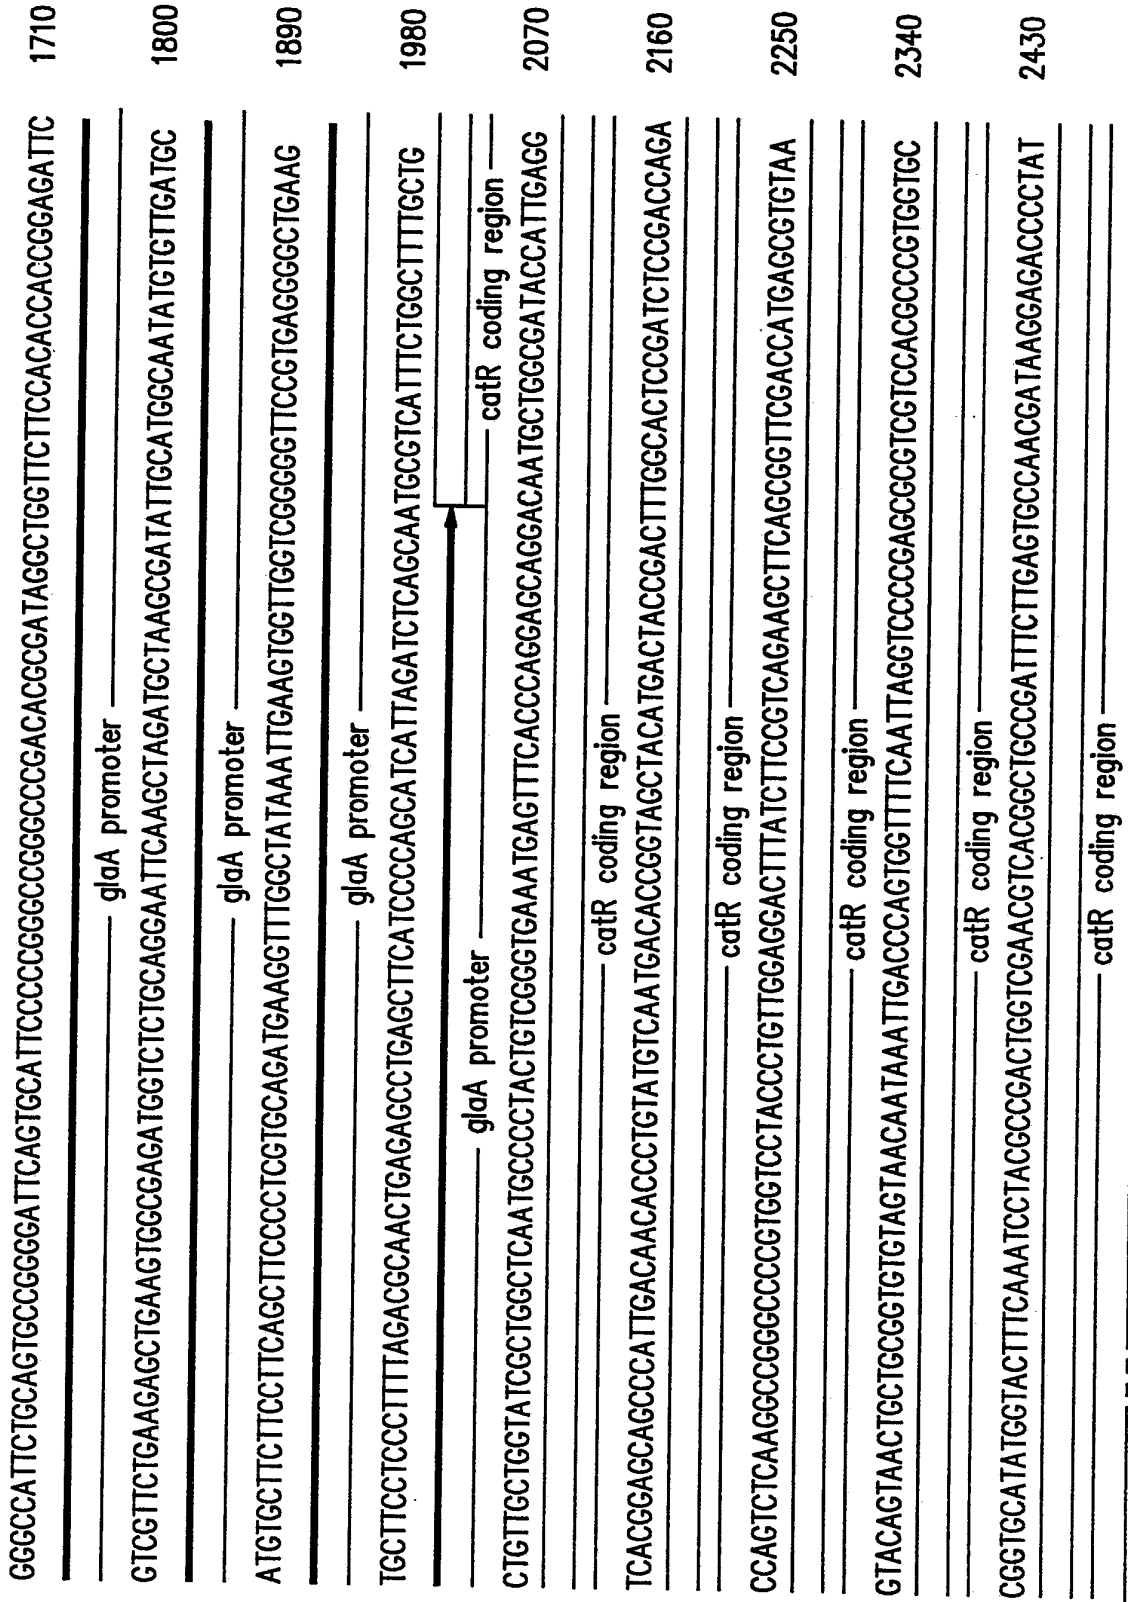 GGGCCATTCTGCAGTGCCGGGGATTCAGTGCATTCCCCCGGGCCGGGCCCGACACGCGATAGGCTGGTTCTTCCACACCACCACCGGAGATTC 1710
glaA promoter
GTCGTTCTGAAGAGCTGAAGTGGCGAGATGGTCTCTGCAGGAATTCAAGCTAGATGCTAAGCGATATTGCATGGCAATATGTGTTGATGC 1800
glaA promoter
ATGTGCTTCTTCCTTCAGCTTCCCCTCGTGCAGATGAAGGTTTGGCTATAAATTGAAGTGGTTGGTCGGGGTTCCGTGAGGGGCTGAAG 1890
glaA promoter
TGCTTCCTCCCTTTTAGACGCAACTGAGAGCCTGAGCTTCATCCCCAGCATCATTAGATCTCAGCAATGCGTCATTTCTGGCTTTTGCTG 1980
glaA promoter catR coding region
CTGTTGCTGGTATCGCTGGCTCAATGCCCCTACTGTCGGGTGAAATGAGTTTCACCCAGGAGCAGGACAATGCTGGCGATACCATTGAGG 2070
catR coding region
TCACGGAGCAGCCCATTGACAACACCCTGTATGTCAATGACACCGGTAGCTACATGACTACCGACTTTGGCACTCCGATCTCCGACCAGA 2160
catR coding region
CCAGTCTCAAGGCCGGGCCCCGTGGTCCTACCCTGTTGGAGGACTTTATCTTCCGTCAGAAGCTTCAGCGGTTCGACCATGAGCGTGTAA 2250
catR coding region
GTACAGTAACTGCTGCGGTGTGTAGTAACAATAAATTGACCCAGTGGTTTTCAATTAGGTCCCCGAGCGCGTCGTCCACGCCCGTGGTGC 2340
catR coding region
CGGTGCATATGGTACTTTCAAATCCTACGCCGACTGGTCGAACGTCACGGCTGCCGATTTCTTGAGTGCCAACGATAAGGAGACCCCTAT 2430
catR coding region